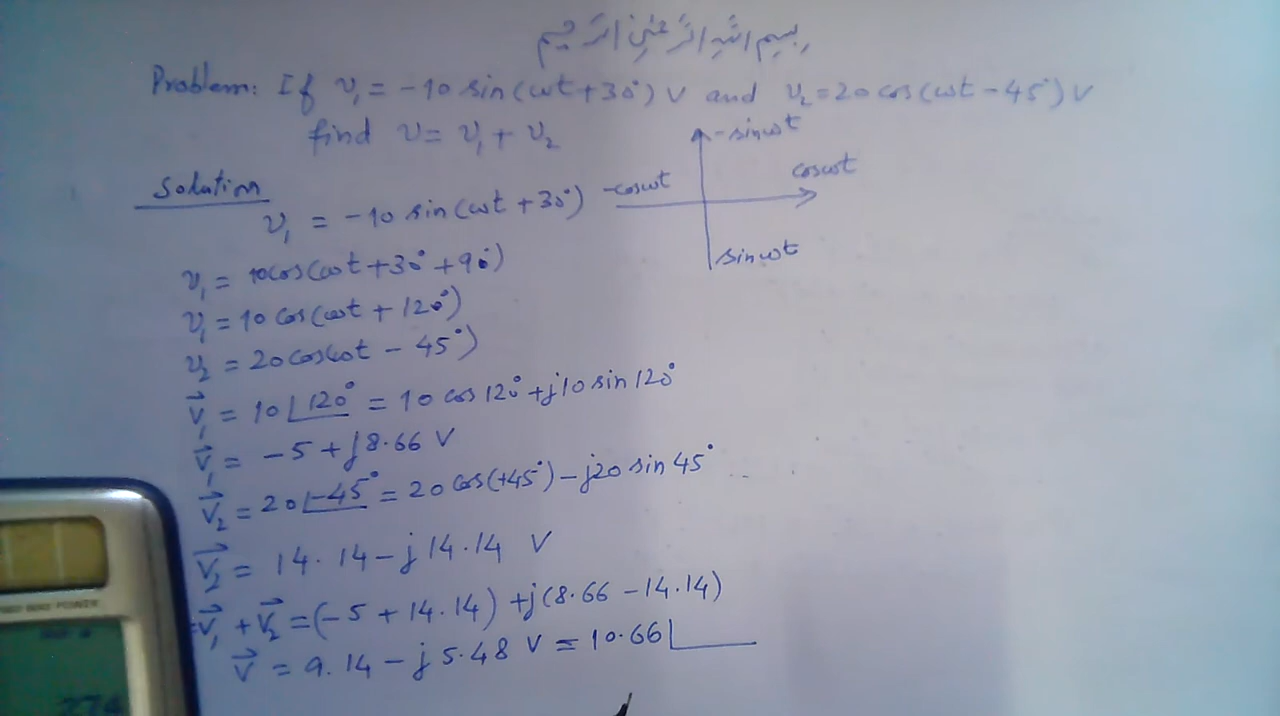 بسم الله الرحمن الرحيم
Problem: If v₁ = -10 sin(ωt+30°) V and v₂=20 cos(ωt-45°) V
find v= v₁ + v₂
-sinωt
Solution
-cosωt
cosωt
v₁ = -10 sin(ωt +30°)
sinωt
v₁ = 10cos(ωt+30°+90°)
v₁ = 10 cos(ωt + 120°)
v₂ = 20cos(ωt - 45°)
V⃗₁ = 10∠120° = 10 cos 120°+j10 sin 120°
V⃗₁ = -5+j8.66 V
V⃗₂ = 20∠-45° = 20 cos(+45°)-j20 sin 45°
V⃗₂ = 14.14-j14.14 V
=V⃗₁ +V⃗₂ =(-5 +14.14) +j(8.66 -14.14)
V⃗ = 9.14-j5.48 V = 10.66∠